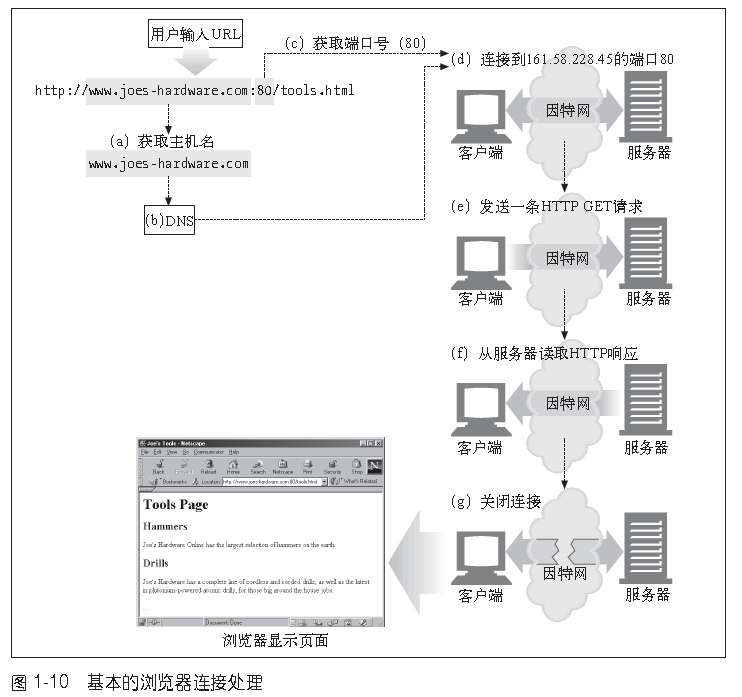 用户输入URL
(c) 获取端口号 (80)
http://www.joes-hardware.com:80/tools.html
(a) 获取主机名
www.joes-hardware.com
(b)DNS
(d) 连接到161.58.228.45的端口80
因特网
客户端
服务器
(e) 发送一条HTTP GET请求
因特网
客户端
服务器
(f) 从服务器读取HTTP响应
因特网
客户端
服务器
(g) 关闭连接
因特网
客户端
服务器
Joe's Tools - Netscape
File Edit View Go Communicator Help
Back Forward Reload Home Search Netscape Print Security Shop
Bookmarks Location: http://www.joes-hardware.com:80/tools.html What's Related
Tools Page
Hammers
Joe's Hardware Online has the largest selection of hammers on the earth.
Drills
Joe's Hardware has a complete line of cordless and corded drills, as well as the latest
in plutonium-powered atomic drills, for those big around the house jobs.
...
Document: Done
浏览器显示页面
图 1-10 基本的浏览器连接处理